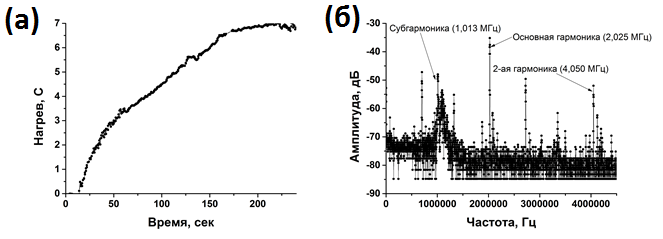 (а)
Нагрев, С
7
6
5
4
3
2
1
0
0 50 100 150 200
Время, сек
(б)
Амплитуда, дБ
-30
-40
-50
-60
-70
-80
-90
Субгармоника (1,013 МГц)
Основная гармоника (2,025 МГц)
2-ая гармоника (4,050 МГц)
0 1000000 2000000 3000000 4000000
Частота, Гц